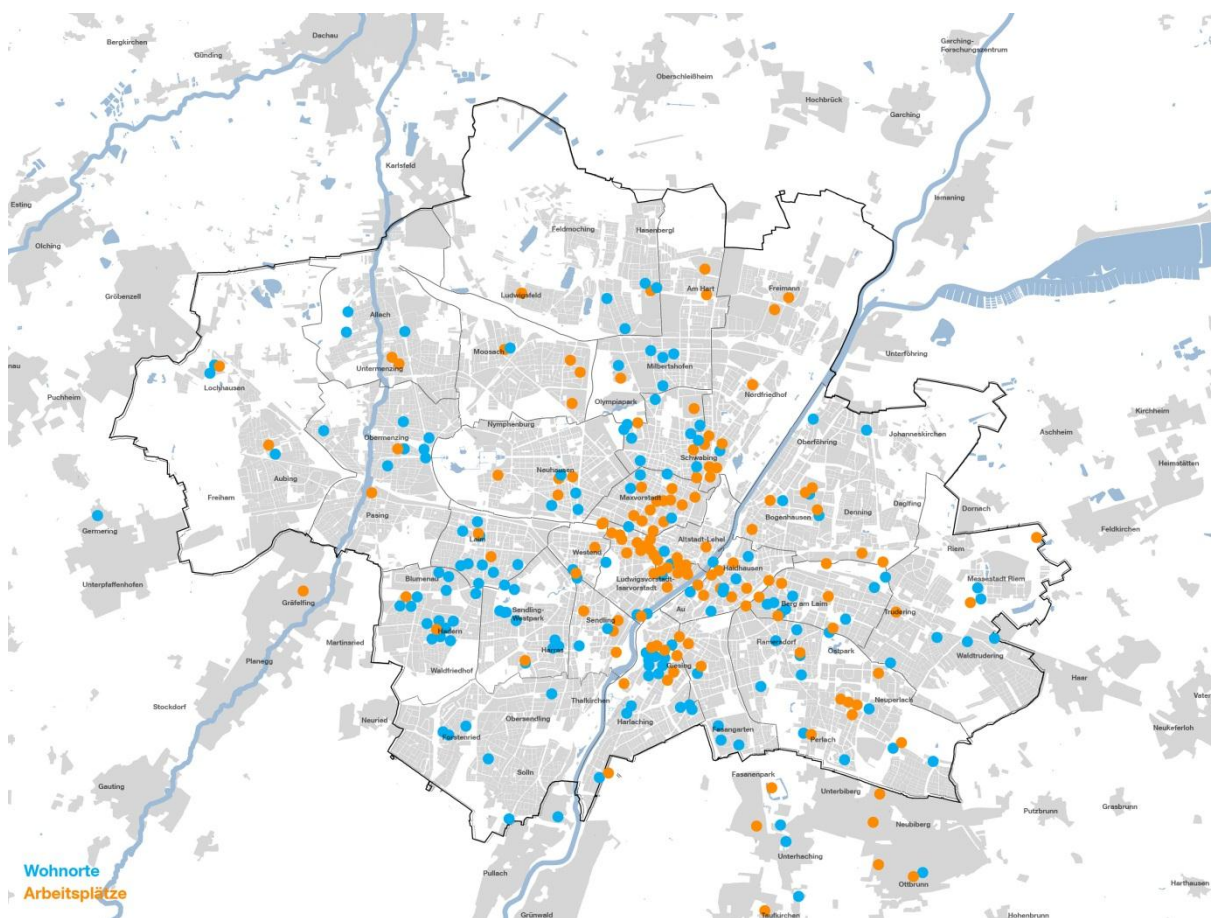 Dachau
Bergkirchen
Günding
Garching-
Forschungszentrum
Oberschleißheim
Hochbrück
Garching
Karlsfeld
Esting
Olching
Ismaning
Feldmoching
Hasenbergl
Gröbenzell
Ludwigsfeld
Am Hart
Freimann
Allach
Unterföhring
Moosach
Untermenzing
Milbertshofen
Lochhausen
Puchheim
Nordfriedhof
Olympiapark
Kirchheim
Aschheim
Nymphenburg
Johanneskirchen
Obermenzing
Oberföhring
Schwabing
Heimstätten
Neuhausen
Aubing
Freiham
Maxvorstadt
Daglfing
Dornach
Pasing
Bogenhausen
Denning
Feldkirchen
Germering
Laim
Altstadt-Lehel
Westend
Riem
Haidhausen
Unterpfaffenhofen
Blumenau
Ludwigsvorstadt-
Isarvorstadt
Messestadt Riem
Gräfelfing
Sendling-
Westpark
Au
Berg am Laim
Trudering
Sendling
Hadern
Martinsried
Ramersdorf
Harras
Ostpark
Waldtrudering
Planegg
Waldfriedhof
Giesing
Haar
Thalkirchen
Neuperlach
Stockdorf
Neuried
Obersendling
Harlaching
Neukeferloh
Forstenried
Fasangarten
Perlach
Solln
Gauting
Fasanenpark
Unterbiberg
Putzbrunn
Grasbrunn
Neubiberg
Unterhaching
Wohnorte
Pullach
Ottbrunn
Harthausen
Arbeitsplätze
Grünwald
Taufkirchen
Hohenbrunn